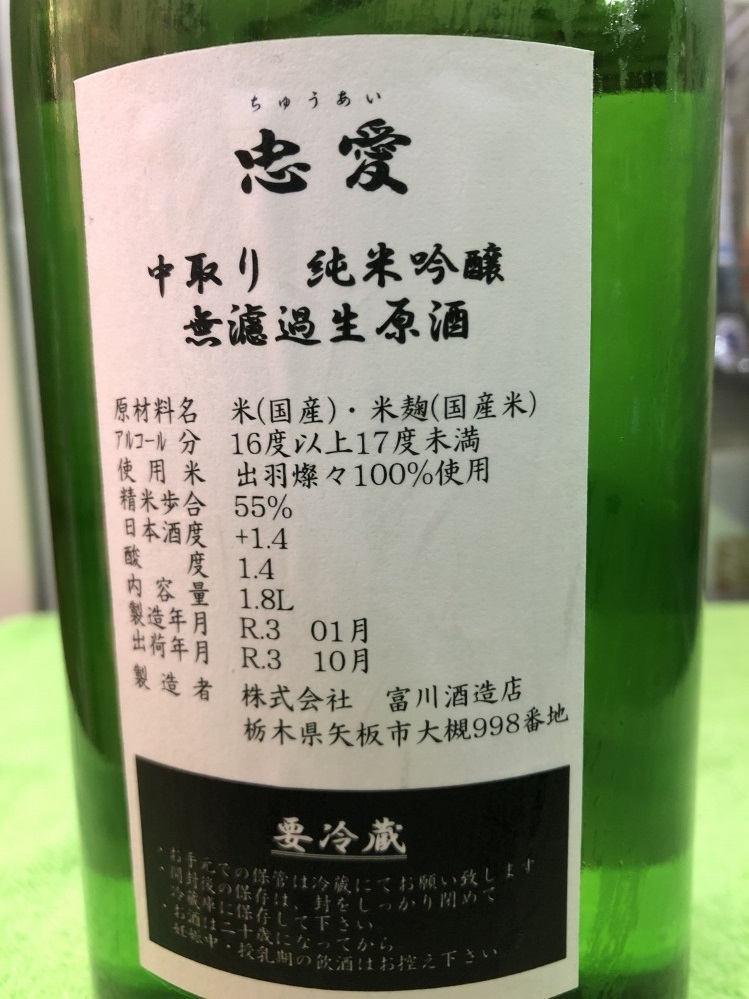 ちゅうあい
忠愛
中取り 純米吟醸
無濾過生原酒
原材料名 米(国産)・米麹(国産米)
アルコール分 16度以上17度未満
使用米 出羽燦々100%使用
精米歩合 55%
日本酒度 +1.4
酸度 1.4
内容量 1.8L
製造年月 R.3 01月
出荷年月 R.3 10月
製造者 株式会社 富川酒造店
栃木県矢板市大槻998番地
要冷蔵
・お手元での保管は冷蔵にてお願い致します
・開封後の保存は、封をしっかり閉めて
冷蔵庫に保存して下さい
・お酒は二十歳になってから
妊娠中・授乳期の飲酒はお控え下さい